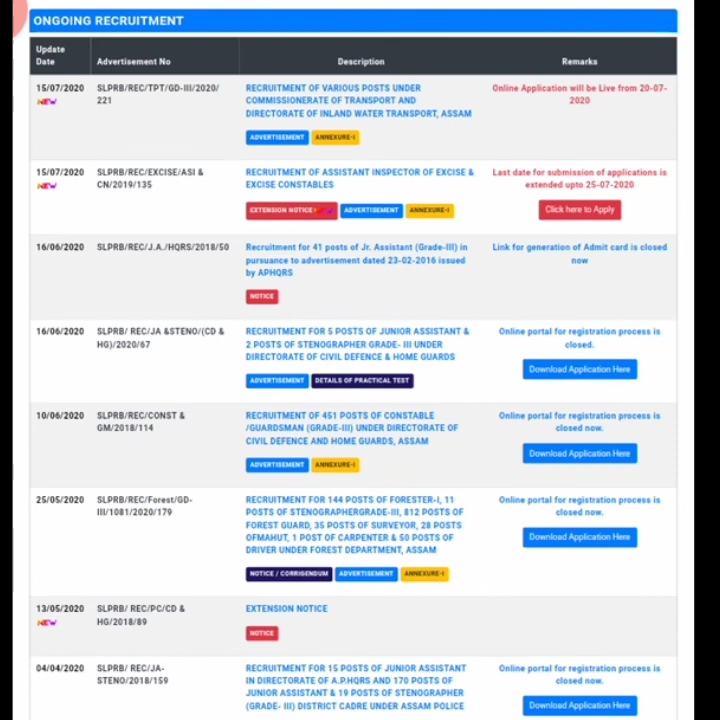 ONGOING RECRUITMENT
Update
Date
Advertisement No
Description
Remarks
15/07/2020
NEW
SLPRB/REC/TPT/GD-III/2020/
221
RECRUITMENT OF VARIOUS POSTS UNDER
COMMISSIONERATE OF TRANSPORT AND
DIRECTORATE OF INLAND WATER TRANSPORT, ASSAM
ADVERTISEMENT
ANNEXURE-I
Online Application will be Live from 20-07-
2020
15/07/2020
NEW
SLPRB/REC/EXCISE/ASI &
CN/2019/135
RECRUITMENT OF ASSISTANT INSPECTOR OF EXCISE &
EXCISE CONSTABLES
EXTENSION NOTICE
ADVERTISEMENT
ANNEXURE-I
Last date for submission of applications is
extended upto 25-07-2020
Click here to Apply
16/06/2020
SLPRB/REC/J.A./HQRS/2018/50
Recruitment for 41 posts of Jr. Assistant (Grade-III) in
pursuance to advertisement dated 23-02-2016 issued
by APHQRS
NOTICE
Link for generation of Admit card is closed
now
16/06/2020
SLPRB/ REC/JA &STENO/(CD &
HG)/2020/67
RECRUITMENT FOR 5 POSTS OF JUNIOR ASSISTANT &
2 POSTS OF STENOGRAPHER GRADE- III UNDER
DIRECTORATE OF CIVIL DEFENCE & HOME GUARDS
ADVERTISEMENT
DETAILS OF PRACTICAL TEST
Online portal for registration process is
closed.
Download Application Here
10/06/2020
SLPRB/REC/CONST &
GM/2018/114
RECRUITMENT OF 451 POSTS OF CONSTABLE
/GUARDSMAN (GRADE-III) UNDER DIRECTORATE OF
CIVIL DEFENCE AND HOME GUARDS, ASSAM
ADVERTISEMENT
ANNEXURE-I
Online portal for registration process is
closed now.
Download Application Here
25/05/2020
SLPRB/REC/Forest/GD-
III/1081/2020/179
RECRUITMENT FOR 144 POSTS OF FORESTER-I, 11
POSTS OF STENOGRAPHERGRADE-III, 812 POSTS OF
FOREST GUARD, 35 POSTS OF SURVEYOR, 28 POSTS
OFMAHUT, 1 POST OF CARPENTER & 50 POSTS OF
DRIVER UNDER FOREST DEPARTMENT, ASSAM
NOTICE / CORRIGENDUM
ADVERTISEMENT
ANNEXURE-I
Online portal for registration process is
closed now.
Download Application Here
13/05/2020
NEW
SLPRB/ REC/PC/CD &
HG/2018/89
EXTENSION NOTICE
NOTICE
04/04/2020
SLPRB/ REC/JA-
STENO/2018/159
RECRUITMENT FOR 15 POSTS OF JUNIOR ASSISTANT
IN DIRECTORATE OF A.P.HQRS AND 170 POSTS OF
JUNIOR ASSISTANT & 19 POSTS OF STENOGRAPHER
(GRADE- III) DISTRICT CADRE UNDER ASSAM POLICE
Online portal for registration process is
closed.
Download Application Here